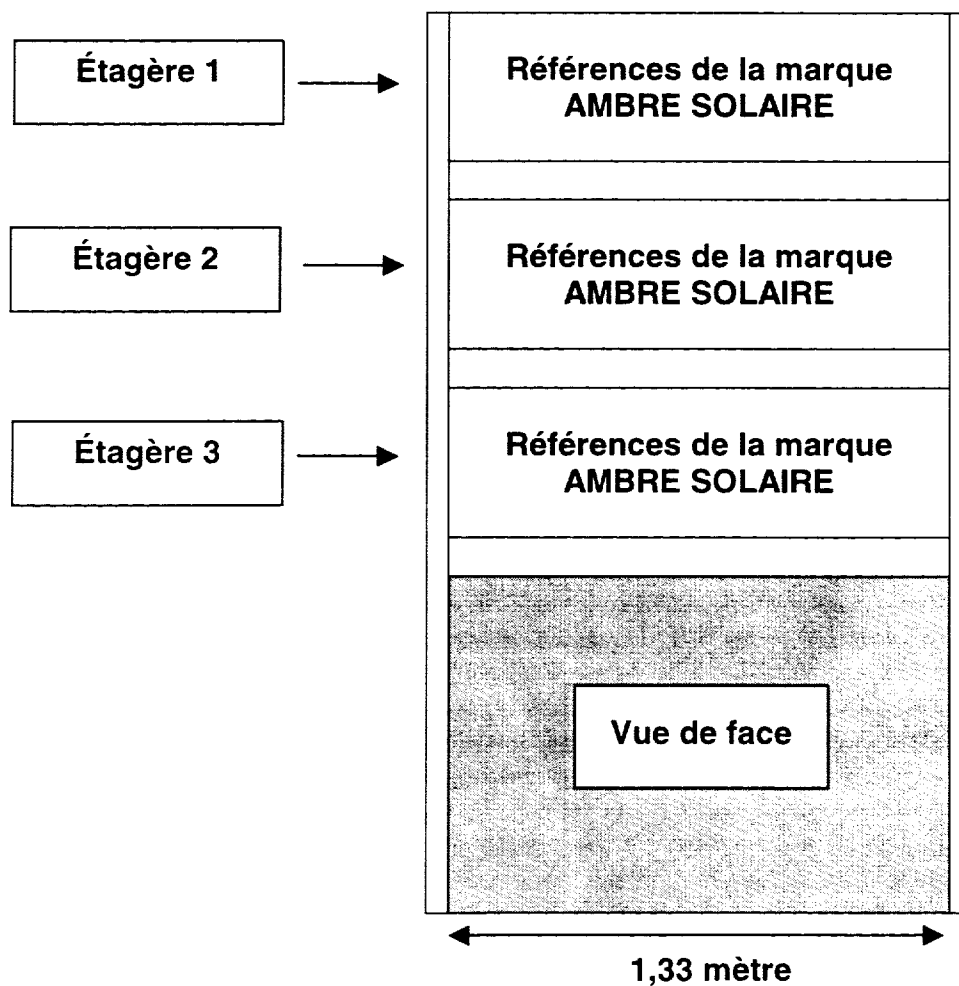 Étagère 1
Références de la marque
AMBRE SOLAIRE
Étagère 2
Références de la marque
AMBRE SOLAIRE
Étagère 3
Références de la marque
AMBRE SOLAIRE
Vue de face
1,33 mètre